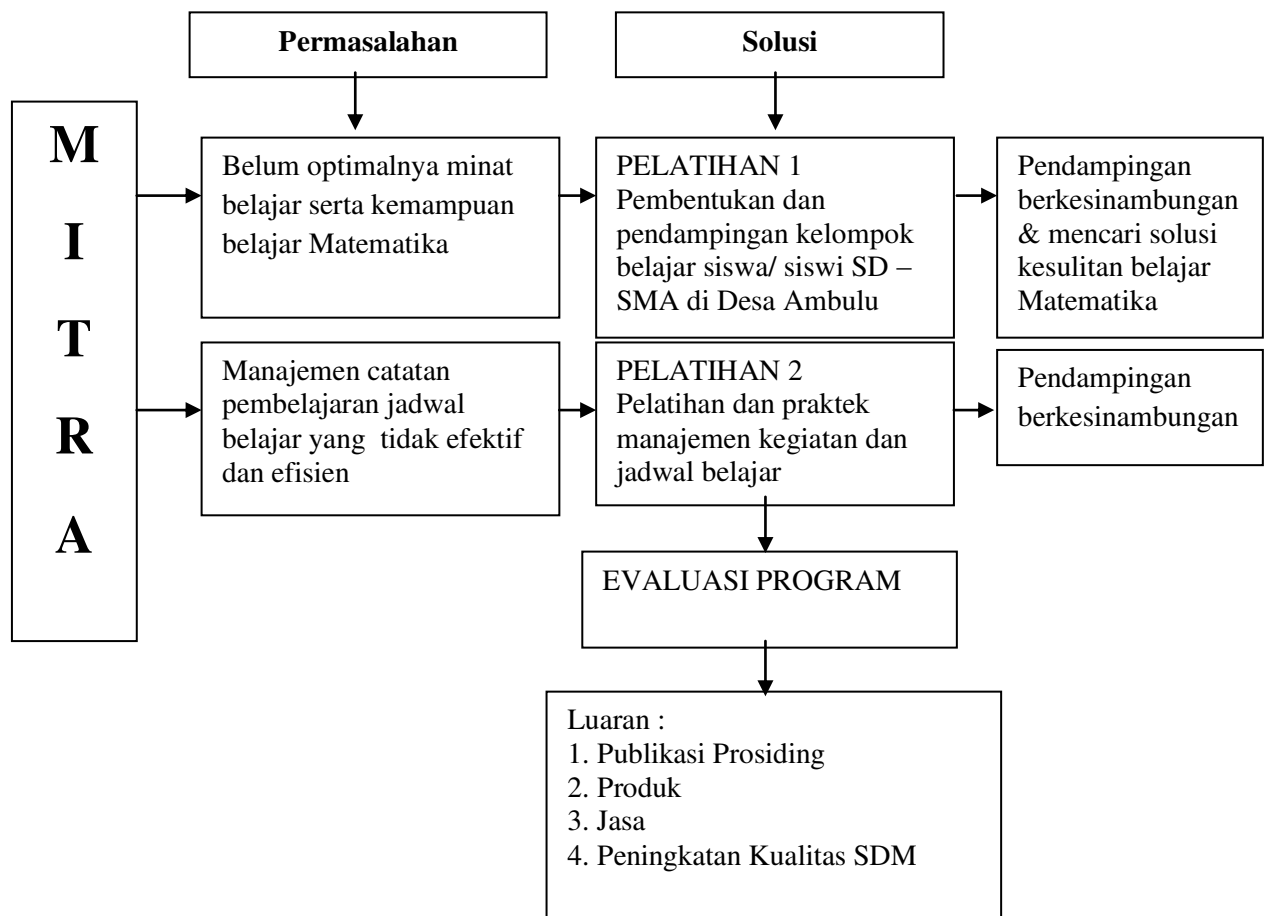 Permasalahan
Solusi
M
I
T
R
A
Belum optimalnya minat
belajar serta kemampuan
belajar Matematika
PELATIHAN 1
Pembentukan dan
pendampingan kelompok
belajar siswa/ siswi SD –
SMA di Desa Ambulu
Pendampingan
berkesinambungan
& mencari solusi
kesulitan belajar
Matematika
Manajemen catatan
pembelajaran jadwal
belajar yang tidak efektif
dan efisien
PELATIHAN 2
Pelatihan dan praktek
manajemen kegiatan dan
jadwal belajar
Pendampingan
berkesinambungan
EVALUASI PROGRAM
Luaran :
1. Publikasi Prosiding
2. Produk
3. Jasa
4. Peningkatan Kualitas SDM